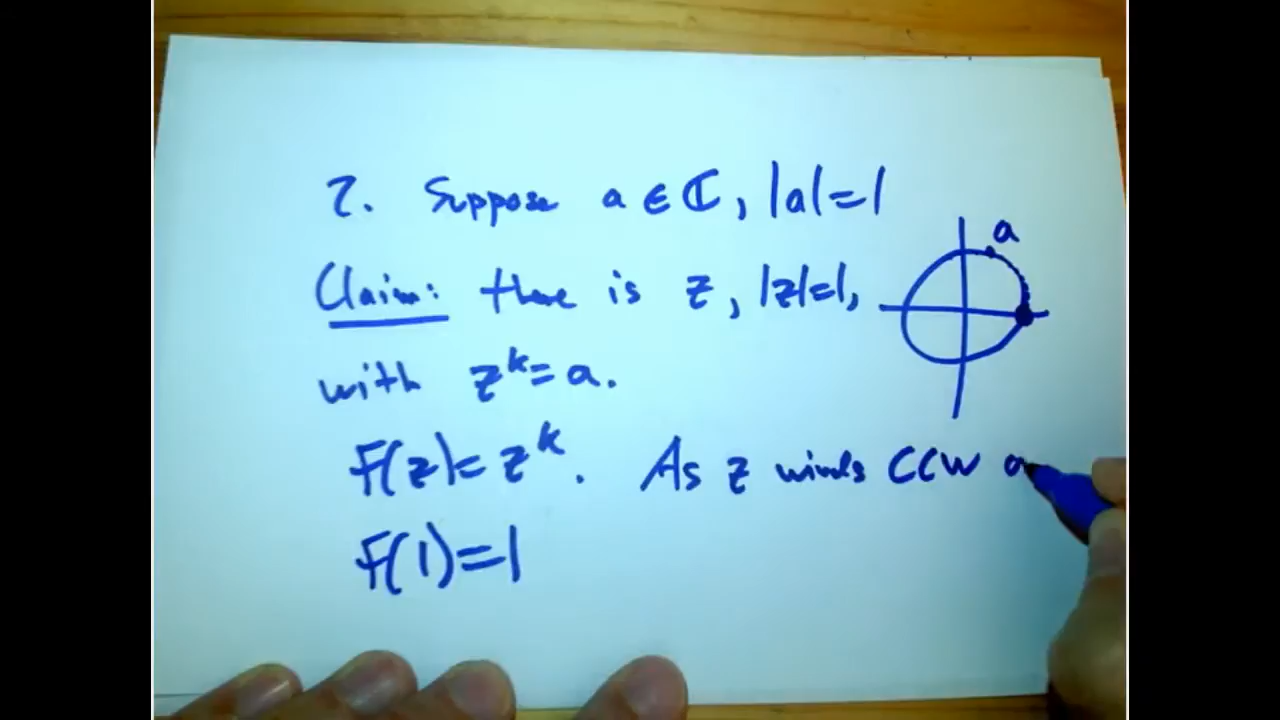 2. Suppose a ∈ ℂ, |a|=1
a
Claim: there is z, |z|=1,
with z^k = a.
F(z)= z^k. As z winds CCW a
F(1)=1